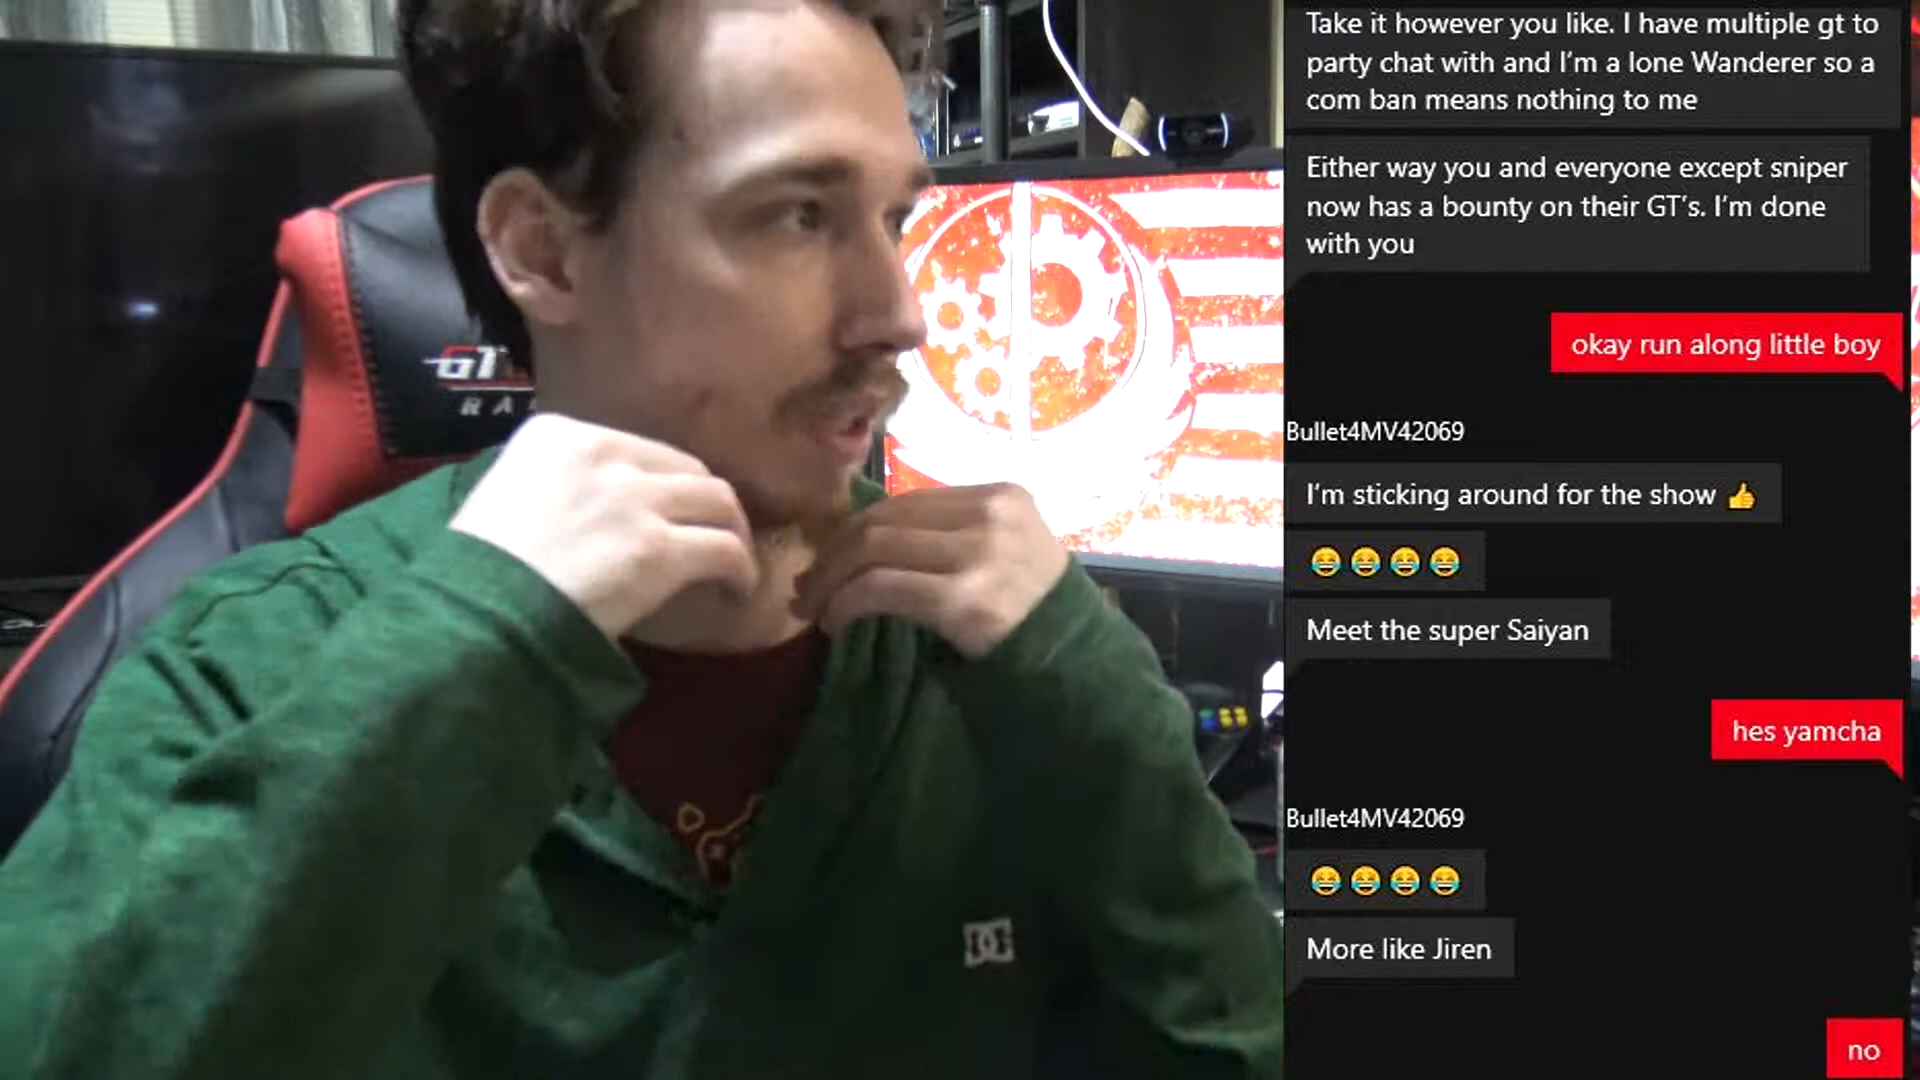 Take it however you like. I have multiple gt to
party chat with and I'm a lone Wanderer so a
com ban means nothing to me
Either way you and everyone except sniper
now has a bounty on their GT's. I'm done
with you
okay run along little boy
Bullet4MV42069
I'm sticking around for the show 👍
😂😂😂😂
Meet the super Saiyan
hes yamcha
Bullet4MV42069
😂😂😂😂
More like Jiren
no
GT
RA
DC